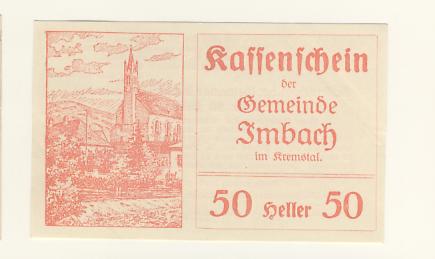 Kassenschein
der
Gemeinde
Imbach
im Kremstal.
50 Heller 50